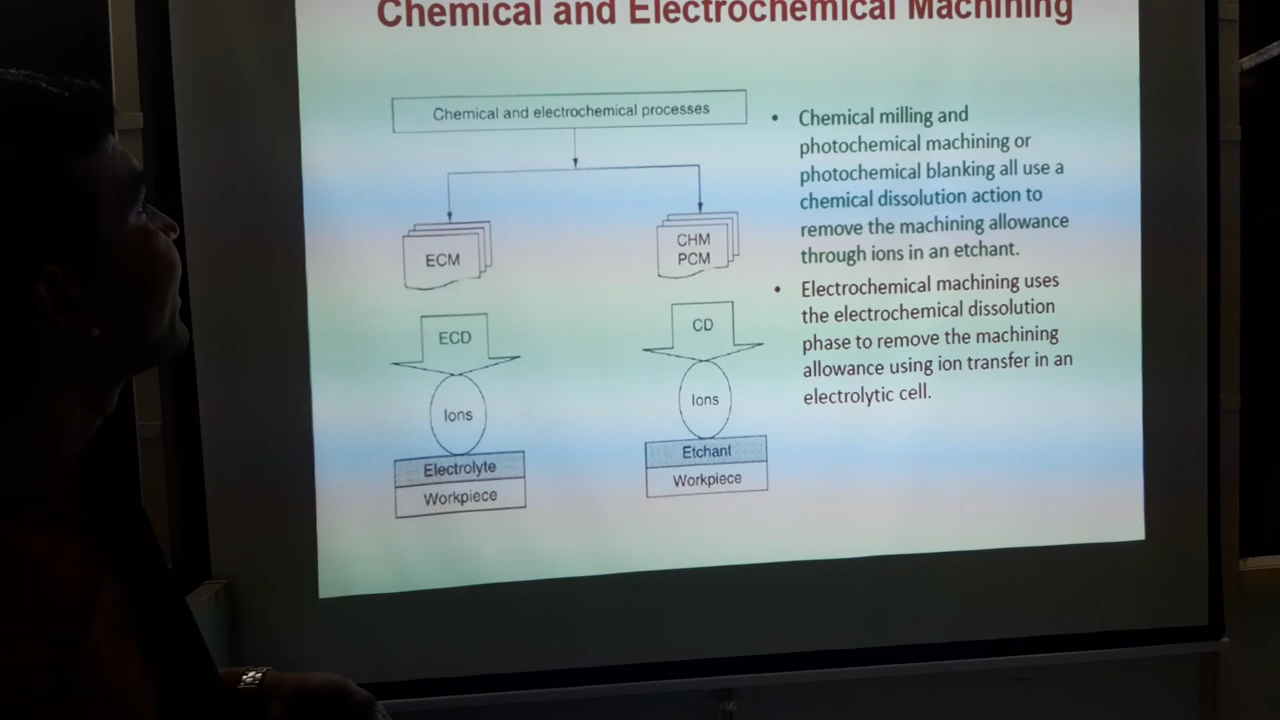 Chemical and Electrochemical Machining
Chemical and electrochemical processes
ECM
CHM
PCM
ECD
CD
Ions
Ions
Electrolyte
Workpiece
Etchant
Workpiece
• Chemical milling and
photochemical machining or
photochemical blanking all use a
chemical dissolution action to
remove the machining allowance
through ions in an etchant.
• Electrochemical machining uses
the electrochemical dissolution
phase to remove the machining
allowance using ion transfer in an
electrolytic cell.